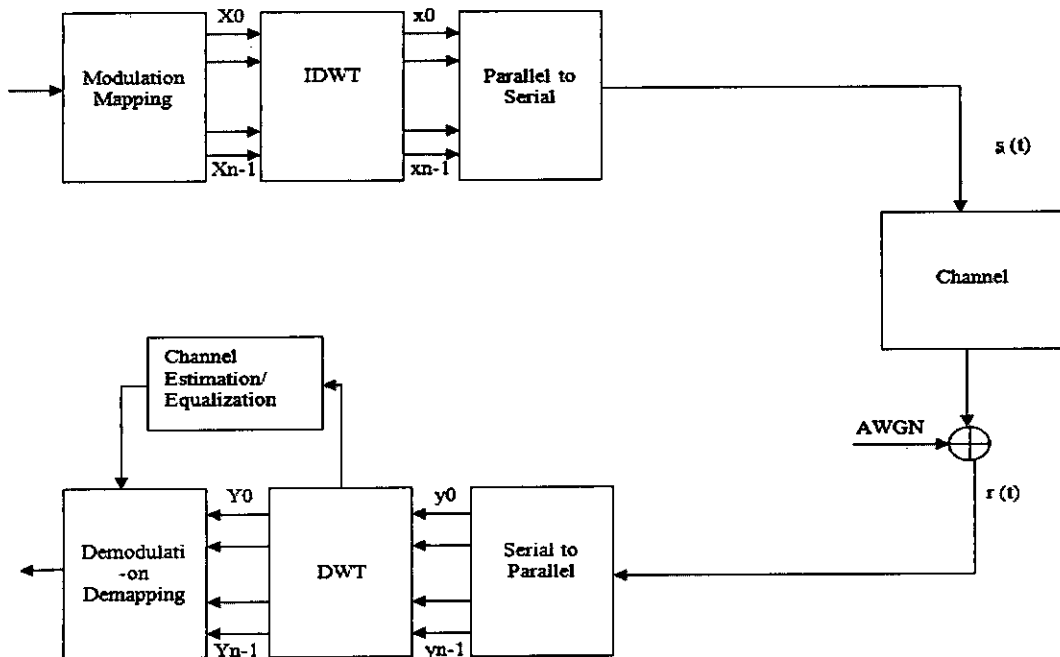 X0
x0
Modulation
Mapping
IDWT
Parallel to
Serial
Xn-1
xn-1
s (t)
Channel
Channel
Estimation/
Equalization
AWGN
r (t)
Y0
y0
Demodulati
-on
Demapping
DWT
Serial to
Parallel
Yn-1
yn-1